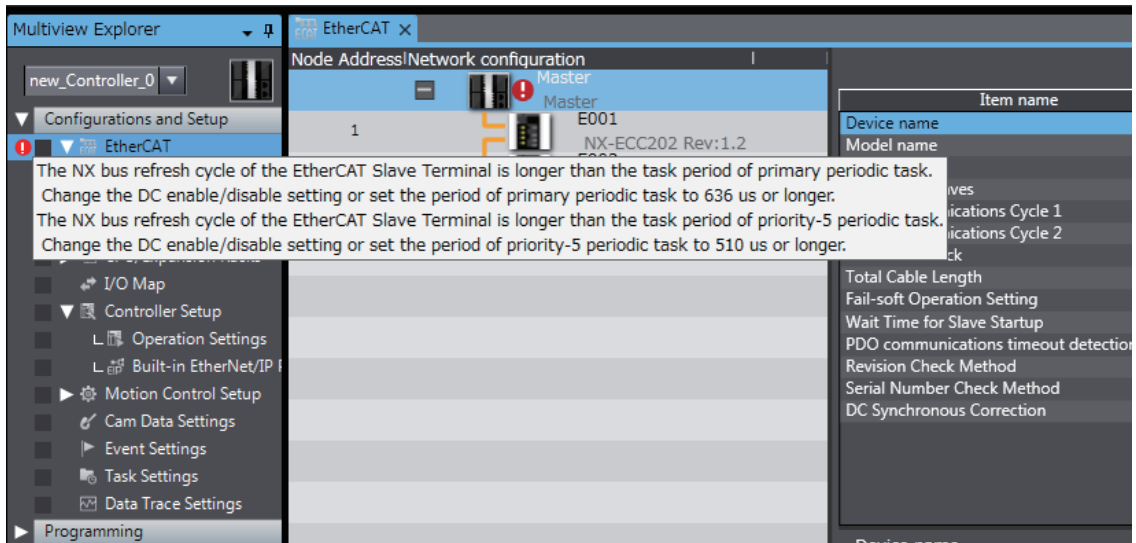 Multiview Explorer
new_Controller_0
Configurations and Setup
EtherCAT
The NX bus refresh cycle of the EtherCAT Slave Terminal is longer than the task period of primary periodic task.
Change the DC enable/disable setting or set the period of primary periodic task to 636 us or longer.
The NX bus refresh cycle of the EtherCAT Slave Terminal is longer than the task period of priority-5 periodic task.
Change the DC enable/disable setting or set the period of priority-5 periodic task to 510 us or longer.
I/O Map
Controller Setup
Operation Settings
Built-in EtherNet/IP
Motion Control Setup
Cam Data Settings
Event Settings
Task Settings
Data Trace Settings
Programming
EtherCAT
Node Address Network configuration
Master
Master
1
E001
NX-ECC202 Rev:1.2
Item name
Device name
Model name
Cycle 1
Cycle 2
Total Cable Length
Fail-soft Operation Setting
Wait Time for Slave Startup
PDO communications timeout detection
Revision Check Method
Serial Number Check Method
DC Synchronous Correction